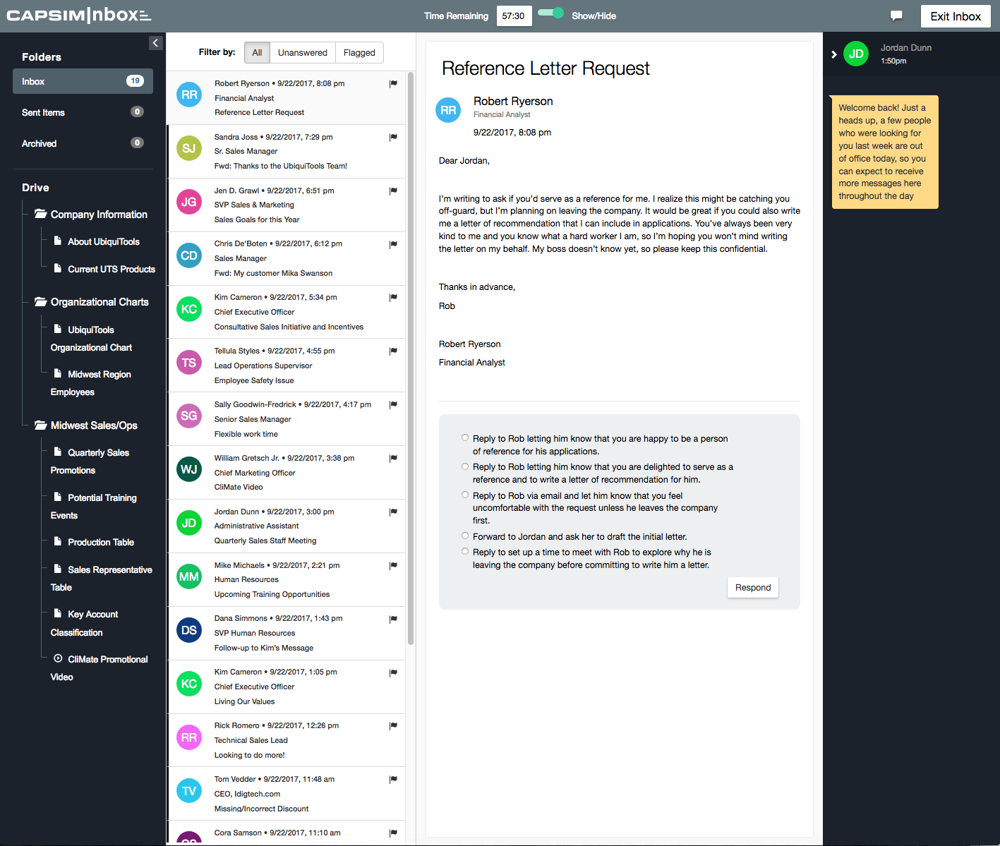 CAPSIM|Inbox
Time Remaining 57:30 Show/Hide
Exit Inbox
Folders
Inbox 19
Sent Items 0
Archived 0
Drive
Company Information
About UbiquiTools
Current UTS Products
Organizational Charts
UbiquiTools
Organizational Chart
Midwest Region
Employees
Midwest Sales/Ops
Quarterly Sales
Promotions
Potential Training
Events
Production Table
Sales Representative
Table
Key Account
Classification
CliMate Promotional
Video
Filter by: All Unanswered Flagged
RR
Robert Ryerson • 9/22/2017, 8:08 pm
Financial Analyst
Reference Letter Request
SJ
Sandra Joss • 9/22/2017, 7:29 pm
Sr. Sales Manager
Fwd: Thanks to the UbiquiTools Team!
JG
Jen D. Grawl • 9/22/2017, 6:51 pm
SVP Sales & Marketing
Sales Goals for this Year
CD
Chris De'Boten • 9/22/2017, 6:12 pm
Sales Manager
Fwd: My customer Mika Swanson
KC
Kim Cameron • 9/22/2017, 5:34 pm
Chief Executive Officer
Consultative Sales Initiative and Incentives
TS
Tellula Styles • 9/22/2017, 4:55 pm
Lead Operations Supervisor
Employee Safety Issue
SG
Sally Goodwin-Fredrick • 9/22/2017, 4:17 pm
Senior Sales Manager
Flexible work time
WJ
William Gretsch Jr. • 9/22/2017, 3:38 pm
Chief Marketing Officer
CliMate Video
JD
Jordan Dunn • 9/22/2017, 3:00 pm
Administrative Assistant
Quarterly Sales Staff Meeting
MM
Mike Michaels • 9/22/2017, 2:21 pm
Human Resources
Upcoming Training Opportunities
DS
Dana Simmons • 9/22/2017, 1:43 pm
SVP Human Resources
Follow-up to Kim's Message
KC
Kim Cameron • 9/22/2017, 1:05 pm
Chief Executive Officer
Living Our Values
RR
Rick Romero • 9/22/2017, 12:26 pm
Technical Sales Lead
Looking to do more!
TV
Tom Vedder • 9/22/2017, 11:48 am
CEO, Idigtech.com
Missing/Incorrect Discount
Cora Samson • 9/22/2017, 11:10 am
Reference Letter Request
RR
Robert Ryerson
Financial Analyst
9/22/2017, 8:08 pm
Dear Jordan,
I'm writing to ask if you'd serve as a reference for me. I realize this might be catching you
off-guard, but I'm planning on leaving the company. It would be great if you could also write
me a letter of recommendation that I can include in applications. You've always been very
kind to me and you know what a hard worker I am, so I'm hoping you won't mind writing
the letter on my behalf. My boss doesn't know yet, so please keep this confidential.
Thanks in advance,
Rob
Robert Ryerson
Financial Analyst
Reply to Rob letting him know that you are happy to be a person
of reference for his applications.
Reply to Rob letting him know that you are delighted to serve as a
reference and to write a letter of recommendation for him.
Reply to Rob via email and let him know that you feel
uncomfortable with the request unless he leaves the company
first.
Forward to Jordan and ask her to draft the initial letter.
Reply to set up a time to meet with Rob to explore why he is
leaving the company before committing to write him a letter.
Respond
JD
Jordan Dunn
1:50pm
Welcome back! Just a
heads up, a few people
who were looking for
you last week are out
of office today, so you
can expect to receive
more messages here
throughout the day